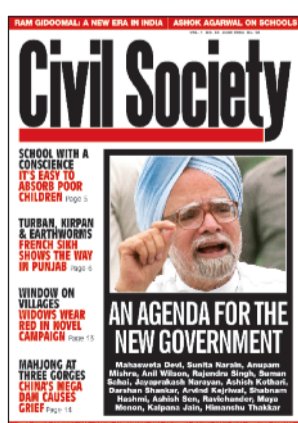 RAM GIDOOMAL: A NEW ERA IN INDIA | ASHOK AGARWAL ON SCHOOLS
Civil Society
SCHOOL WITH A
CONSCIENCE
IT'S EASY TO
ABSORB POOR
CHILDREN Page 5
TURBAN, KIRPAN
& EARTHWORMS
FRENCH SIKH
SHOWS THE WAY
IN PUNJAB Page 6
WINDOW ON
VILLAGES
WIDOWS WEAR
RED IN NOVEL
CAMPAIGN Page 13
MAHJONG AT
THREE GORGES
CHINA'S MEGA
DAM CAUSES
GRIEF Page 14
AN AGENDA FOR THE
NEW GOVERNMENT
Mahasweta Devi, Sunita Narain, Anupam
Mishra, Anil Wilson, Rajendra Singh, Suman
Sahai, Jayaprakash Narayan, Ashish Kothari,
Darshan Shankar, Arvind Kejriwal, Shabnam
Hashmi, Ashish Sen, Ravichander, Maya
Menon, Kalpana Jain, Himanshu Thakkar